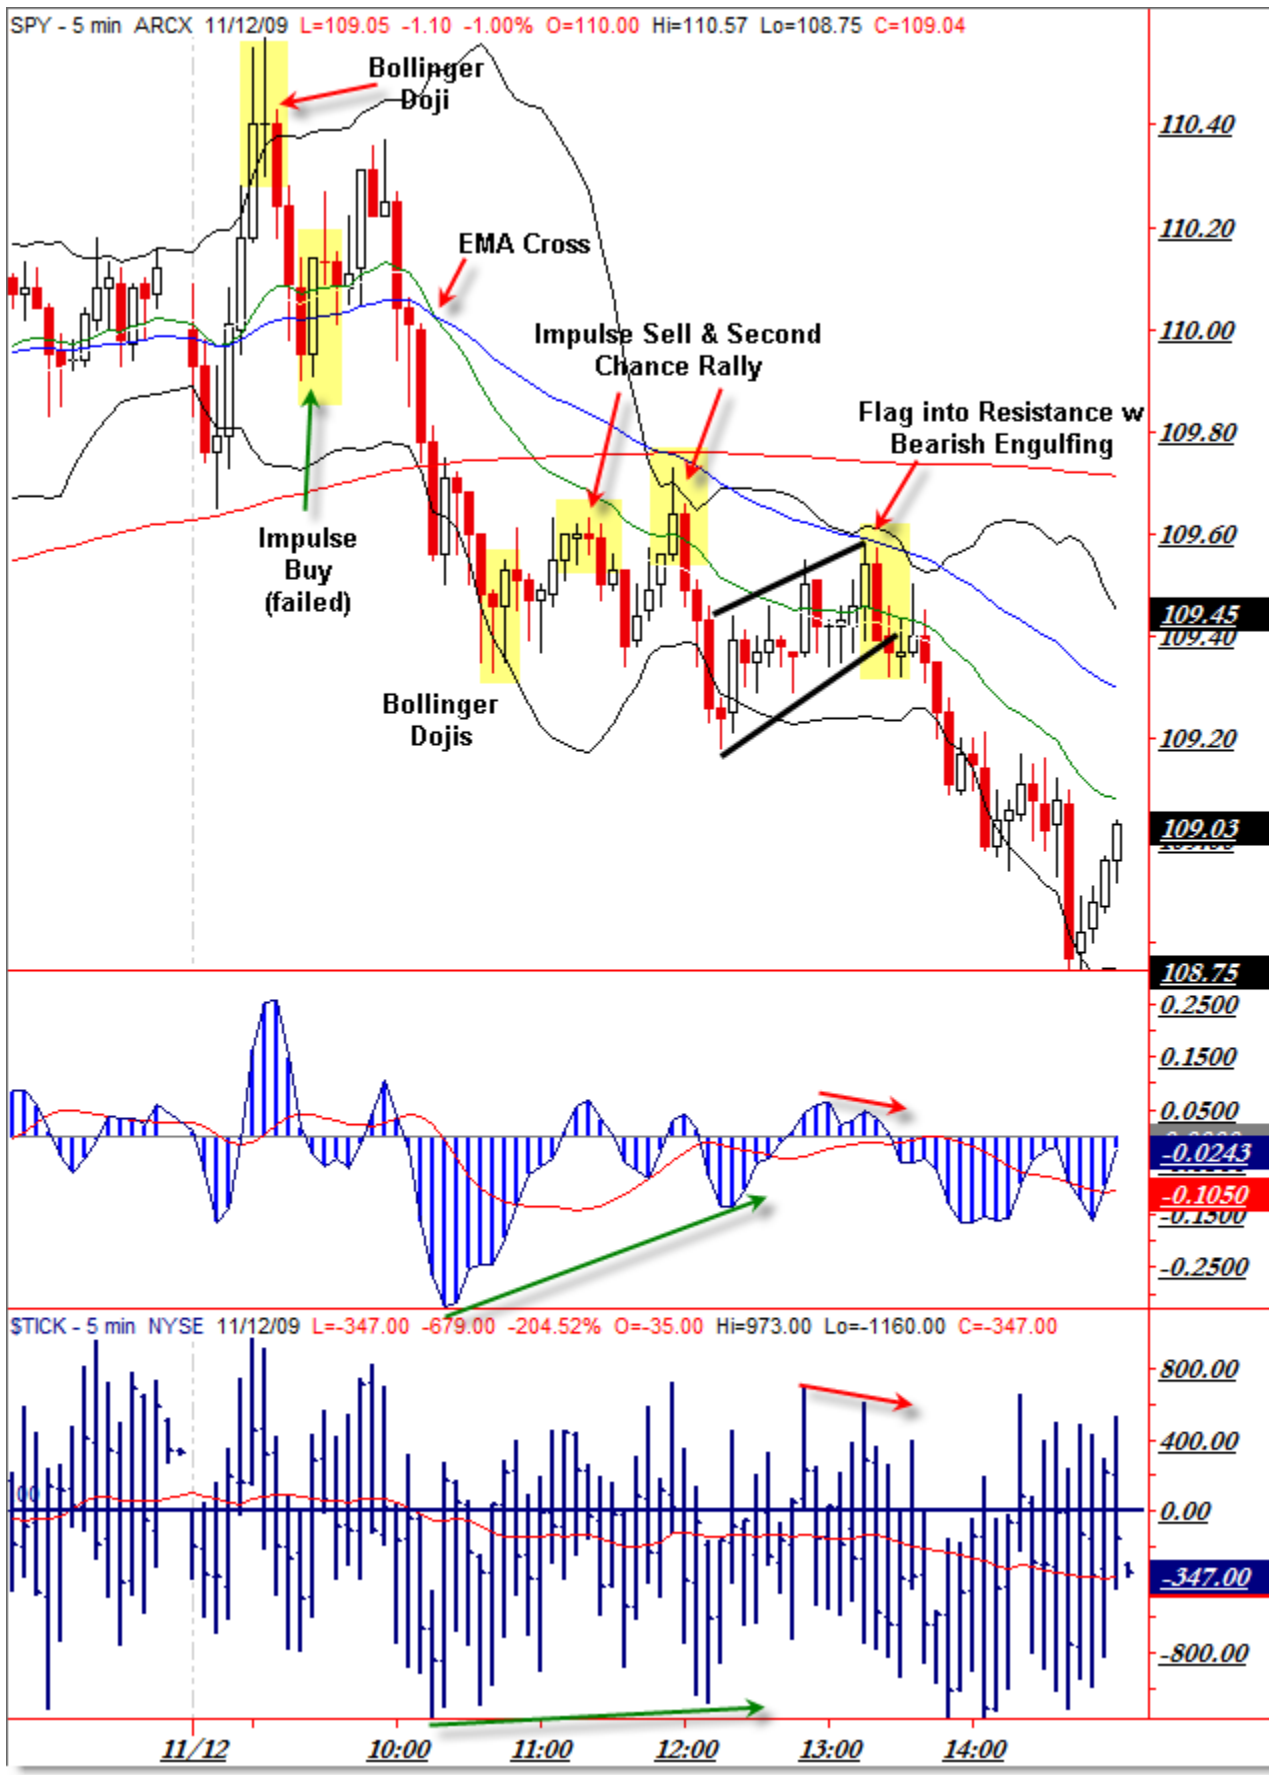 SPY - 5 min ARCX 11/12/09 L=109.05 -1.10 -1.00% O=110.00 Hi=110.57 Lo=108.75 C=109.04
Bollinger
Doji
110.40
110.20
EMA Cross
Impulse Sell & Second
Chance Rally
110.00
Flag into Resistance w
Bearish Engulfing
109.80
Impulse
Buy
(failed)
109.60
109.45
109.40
Bollinger
Dojis
109.20
109.03
108.75
0.2500
0.1500
0.0500
-0.0243
-0.1050
-0.1500
-0.2500
$TICK - 5 min NYSE 11/12/09 L=-347.00 -679.00 -204.52% O=-35.00 Hi=973.00 Lo=-1160.00 C=-347.00
800.00
400.00
00
0.00
-347.00
-800.00
11/12 10:00 11:00 12:00 13:00 14:00